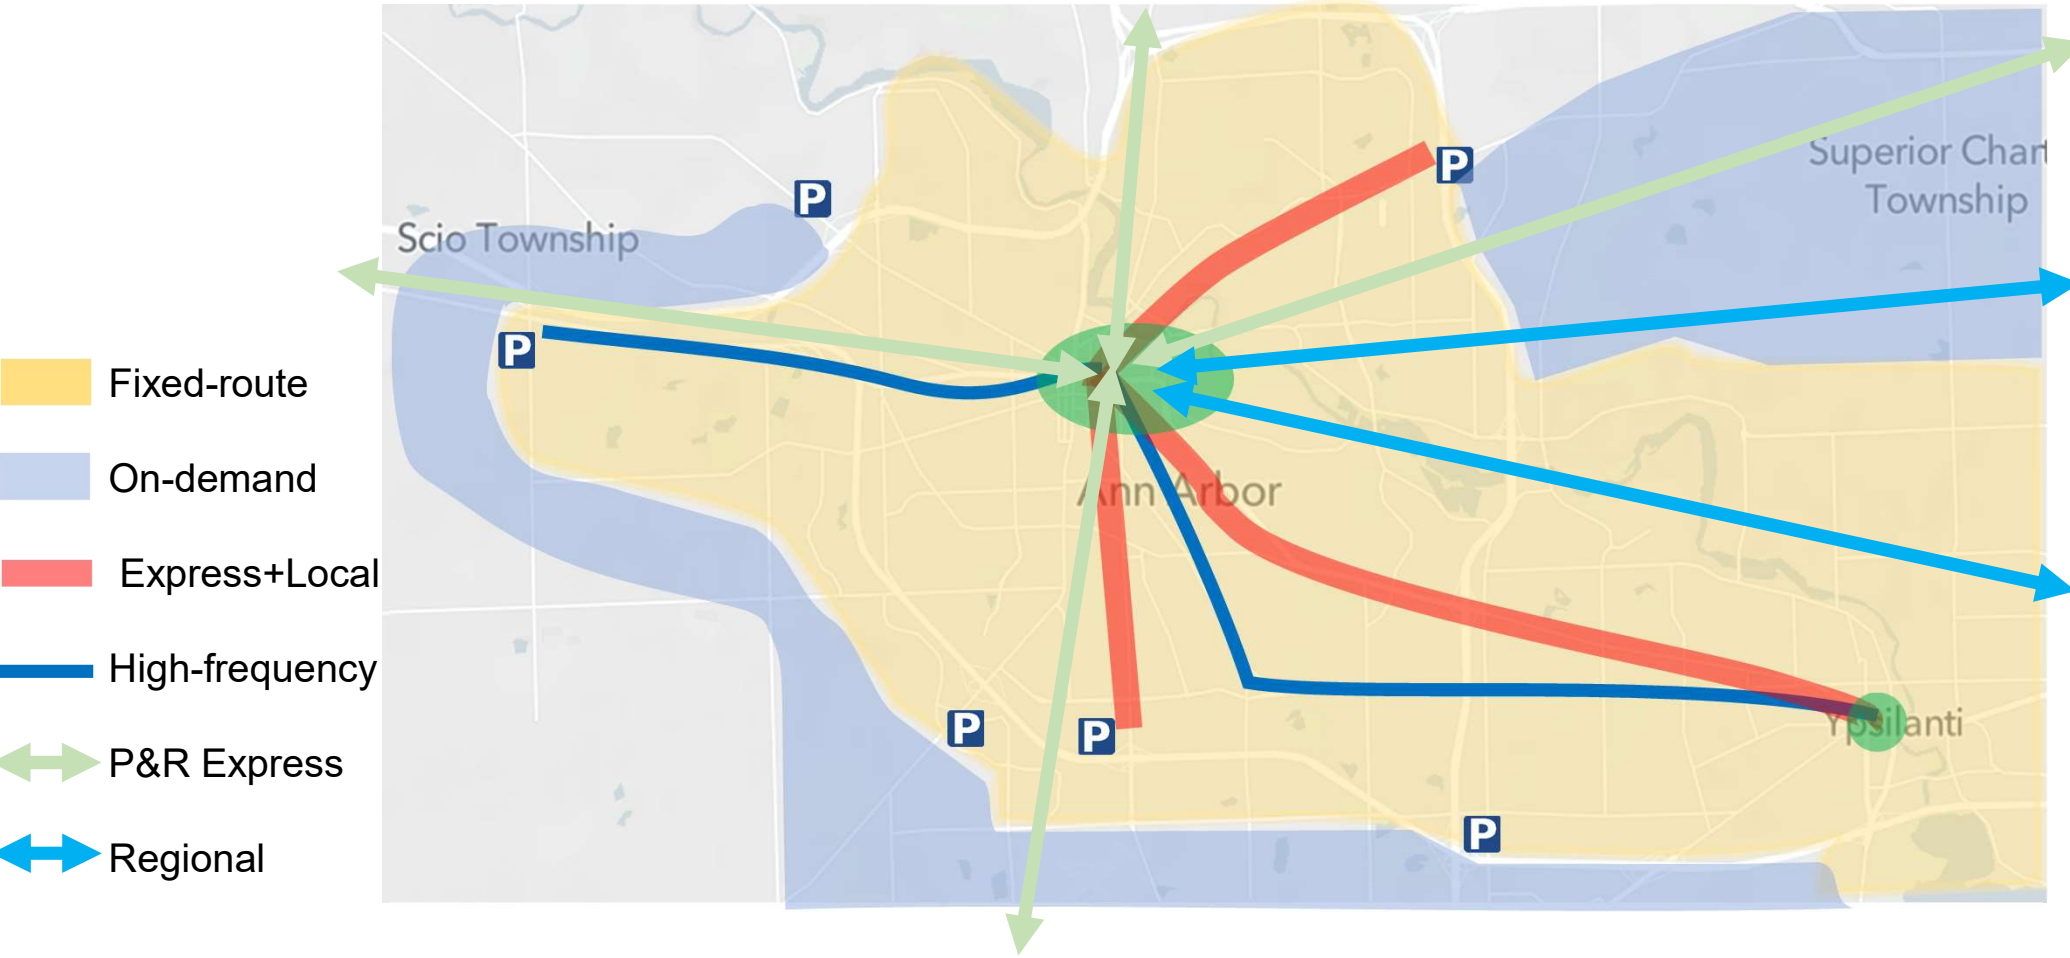 P
P
Superior Chart
Township
Scio Township
P
Fixed-route
On-demand
Ann Arbor
Express+Local
High-frequency
P
P
Ypsilanti
P&R Express
P
Regional